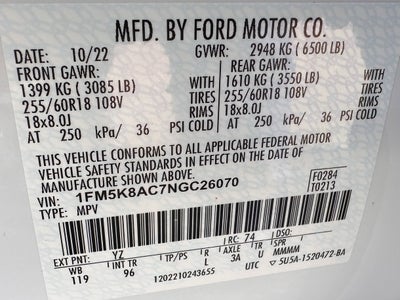 MFD. BY FORD MOTOR CO.
DATE: 10/22 GVWR: 2948 KG ( 6500 LB)
FRONT GAWR: REAR GAWR:
1399 KG ( 3085 LB) WITH 1610 KG ( 3550 LB) WITH
255/60R18 108V TIRES 255/60R18 108V TIRES
18x8.0J RIMS 18x8.0J RIMS
AT 250 kPa/ 36 PSI COLD AT 250 kPa/ 36 PSI COLD
THIS VEHICLE CONFORMS TO ALL APPLICABLE FEDERAL MOTOR
VEHICLE SAFETY STANDARDS IN EFFECT ON THE DATE OF
MANUFACTURE SHOWN ABOVE.
VIN: 1FM5K8AC7NGC26070 F0284
TYPE: MPV T0213
EXT PNT: YZ RC: 74 DSO:
WB INT TR TP/PS R AXLE TR SPR
119 96 L 3A U MMMM
1202210243655 UTC 5U5A-1520472-BA